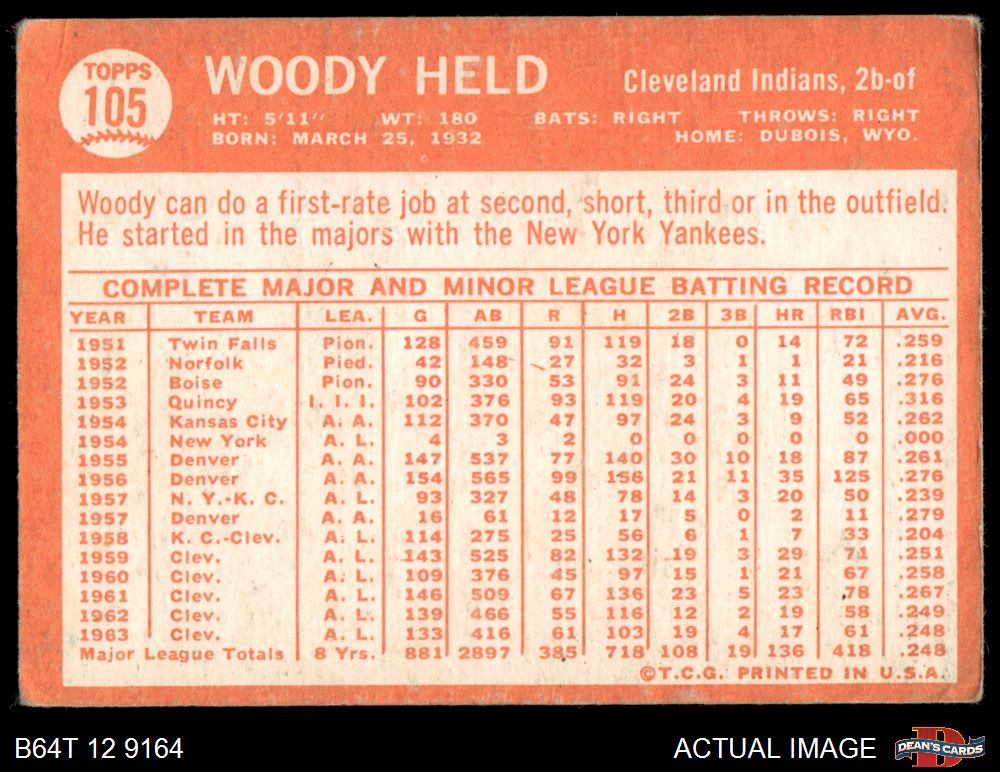 TOPPS
105
WOODY HELD
Cleveland Indians, 2b-of
HT: 5'11" WT: 180 BATS: RIGHT THROWS: RIGHT
BORN: MARCH 25, 1932 HOME: DUBOIS, WYO.
Woody can do a first-rate job at second, short, third or in the outfield.
He started in the majors with the New York Yankees.
COMPLETE MAJOR AND MINOR LEAGUE BATTING RECORD
YEAR TEAM LEA. G AB R H 2B 3B HR RBI AVG.
1951 Twin Falls Pion. 128 459 91 119 18 0 14 72 .259
1952 Norfolk Pied. 42 148 27 32 3 1 1 21 .216
1952 Boise Pion. 90 330 53 91 24 3 11 49 .276
1953 Quincy I. I. I. 102 376 93 119 20 4 19 65 .316
1954 Kansas City A. A. 112 370 47 97 24 3 9 52 .262
1954 New York A. L. 4 3 2 0 0 0 0 0 .000
1955 Denver A. A. 147 537 77 140 30 10 18 87 .261
1956 Denver A. A. 154 565 99 156 21 11 35 125 .276
1957 N. Y.-K. C. A. L. 93 327 48 78 14 3 20 50 .239
1957 Denver A. A. 16 61 12 17 5 0 2 11 .279
1958 K. C.-Clev. A. L. 114 275 25 56 6 1 7 33 .204
1959 Clev. A. L. 143 525 82 132 19 3 29 71 .251
1960 Clev. A. L. 109 376 45 97 15 1 21 67 .258
1961 Clev. A. L. 146 509 67 136 23 5 23 78 .267
1962 Clev. A. L. 139 466 55 116 12 2 19 58 .249
1963 Clev. A. L. 133 416 61 103 19 4 17 61 .248
Major League Totals 8 Yrs. 881 2897 385 718 108 19 136 418 .248
©T.C.G. PRINTED IN U.S.A.
B64T 12 9164
ACTUAL IMAGE
DEAN'S CARDS